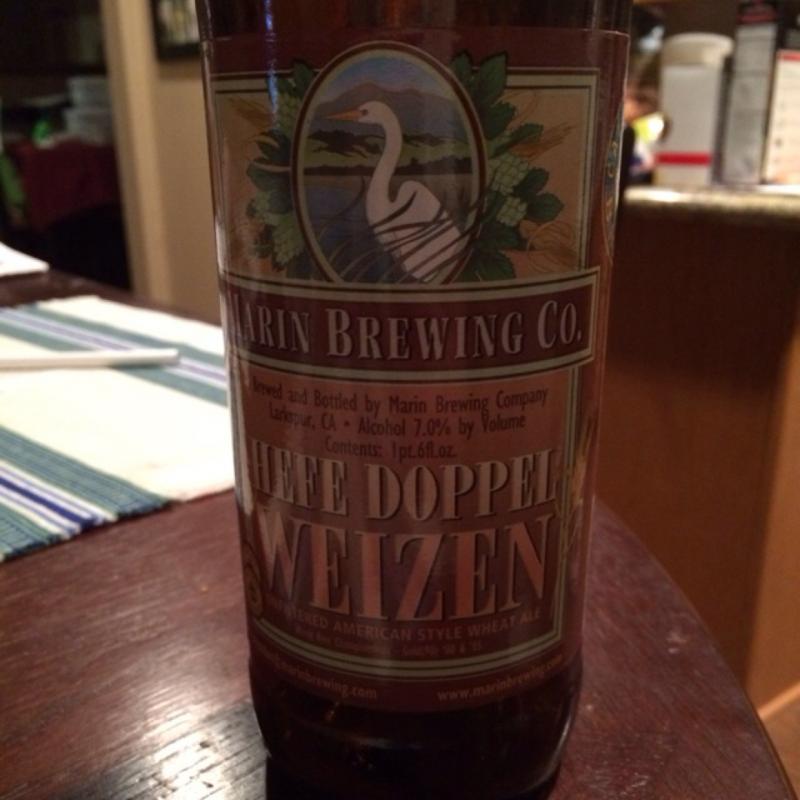 MARIN BREWING CO.
Brewed and Bottled by Marin Brewing Company
Larkspur, CA • Alcohol 7.0% by Volume
Contents: 1pt.6fl.oz.
HEFE DOPPEL
WEIZEN
UNFILTERED AMERICAN STYLE WHEAT ALE
www.marinbrewing.com